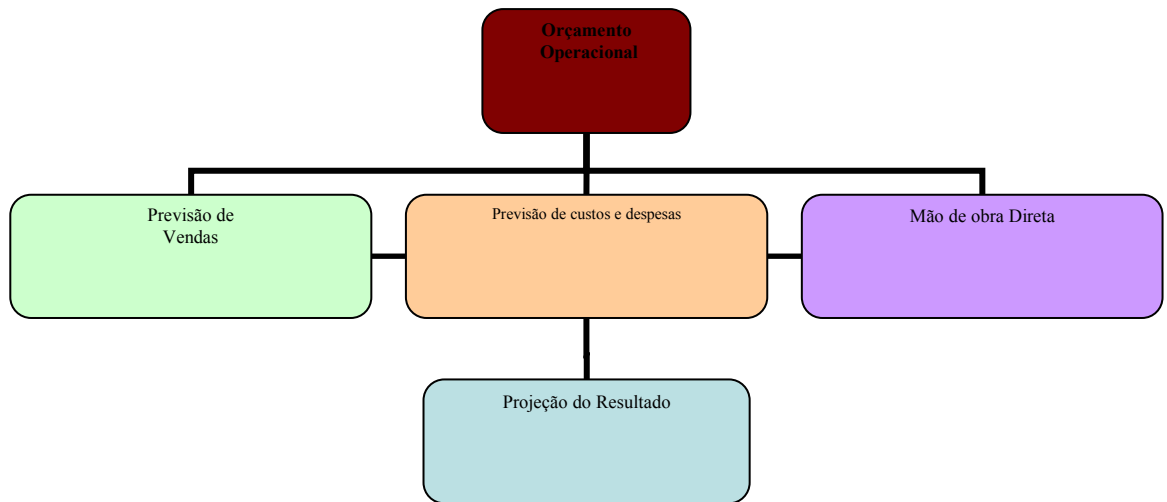 Orçamento
Operacional
Previsão de
Vendas
Previsão de custos e despesas
Mão de obra Direta
Projeção do Resultado